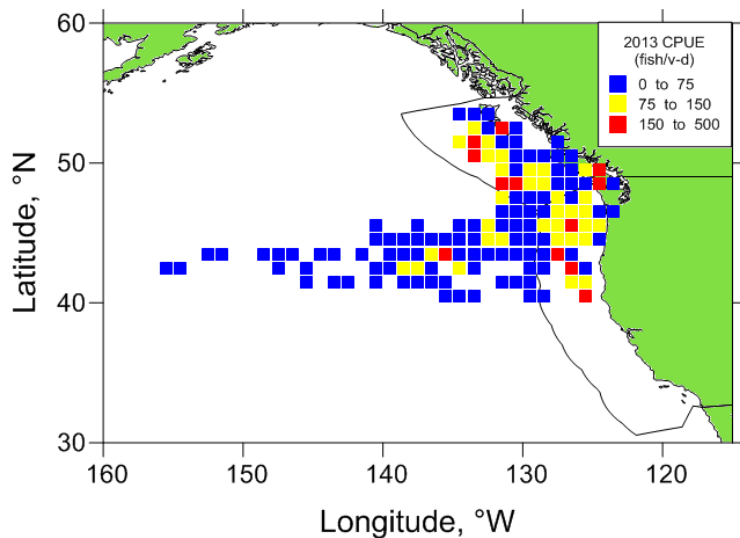 60
2013 CPUE
(fish/v-d)
0 to 75
75 to 150
150 to 500
50
Latitude, °N
40
30
160 150 140 130 120
Longitude, °W